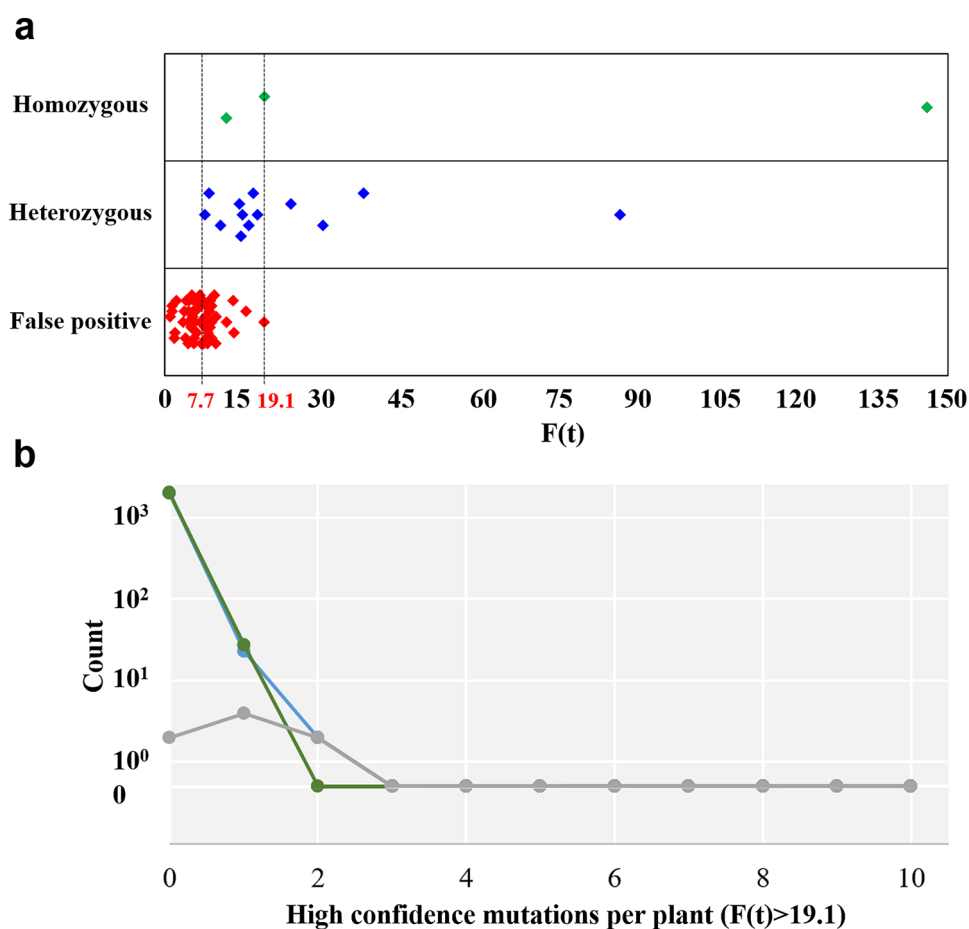 a
Homozygous
Heterozygous
False positive
0 7.7 15 19.1 30 45 60 75 90 105 120 135 150
F(t)
b
10³
10²
10¹
10⁰
0
Count
0 2 4 6 8 10
High confidence mutations per plant (F(t)>19.1)